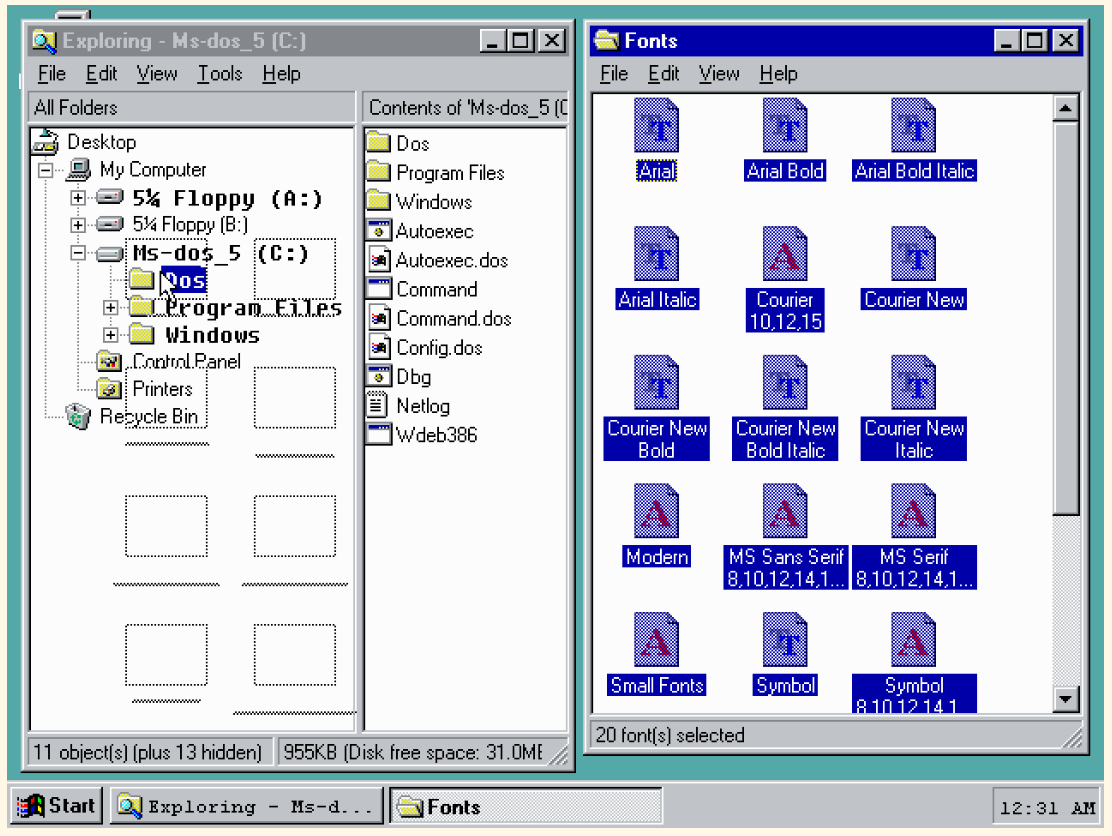 Exploring - Ms-dos_5 (C:)
File Edit View Tools Help
All Folders
Contents of 'Ms-dos_5 (C
Desktop
My Computer
5¼ Floppy (A:)
5¼ Floppy (B:)
Ms-dos_5 (C:)
Dos
Program Files
Windows
Control Panel
Printers
Recycle Bin
Dos
Program Files
Windows
Autoexec
Autoexec.dos
Command
Command.dos
Config.dos
Dbg
Netlog
Wdeb386
11 object(s) (plus 13 hidden)
955KB (Disk free space: 31.0MB
Fonts
File Edit View Help
Arial
Arial Bold
Arial Bold Italic
Arial Italic
Courier
10,12,15
Courier New
Courier New
Bold
Courier New
Bold Italic
Courier New
Italic
Modern
MS Sans Serif
8,10,12,14,1...
MS Serif
8,10,12,14,1...
Small Fonts
Symbol
Symbol
8,10,12,14,1...
20 font(s) selected
Start
Exploring - Ms-d...
Fonts
12:31 AM